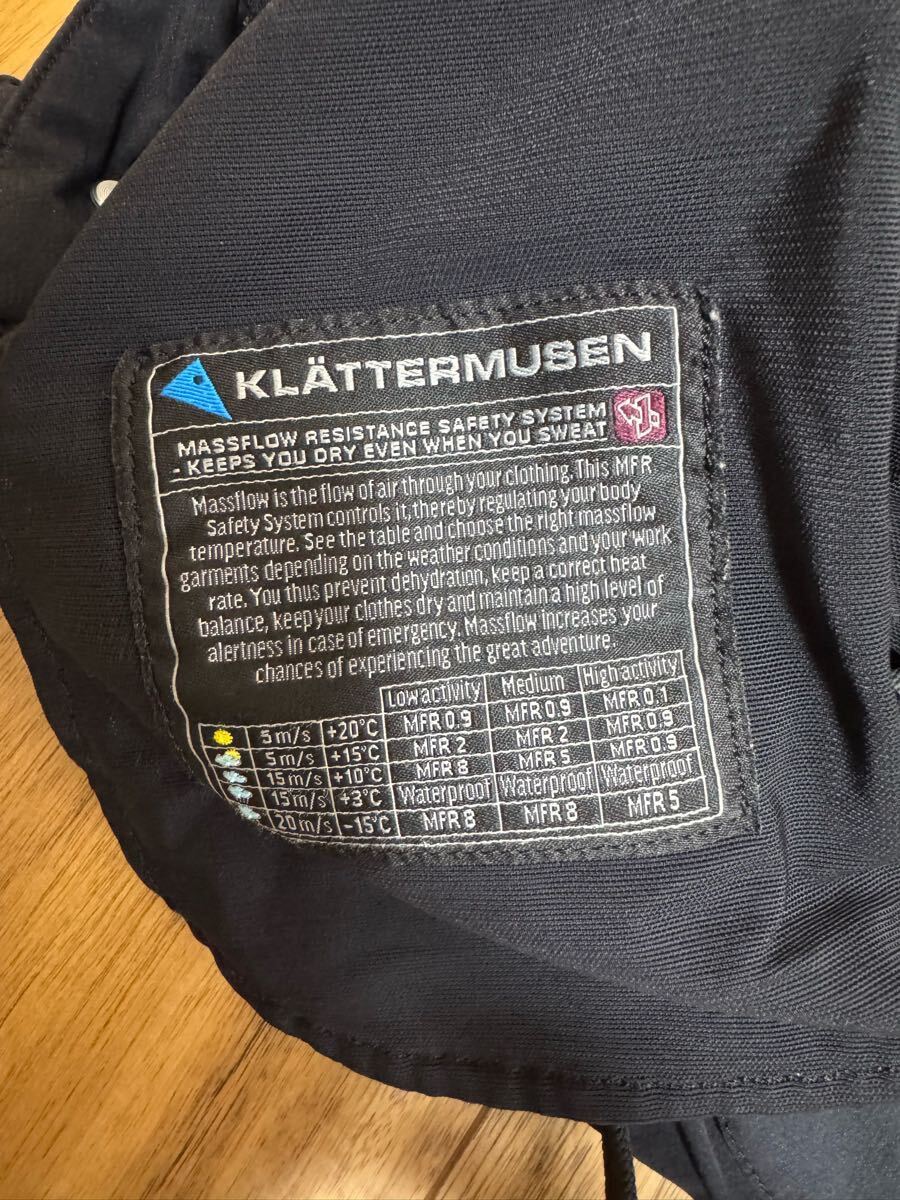 KLÄTTERMUSEN
MASSFLOW RESISTANCE SAFETY SYSTEM
- KEEPS YOU DRY EVEN WHEN YOU SWEAT
Massflow is the flow of air through your clothing. This MFR
Safety System controls it, thereby regulating your body
temperature. See the table and choose the right massflow
garments depending on the weather conditions and your work
rate. You thus prevent dehydration, keep a correct heat
balance, keep your clothes dry and maintain a high level of
alertness in case of emergency. Massflow increases your
chances of experiencing the great adventure.
Low activity Medium High activity
5 m/s +20°C MFR 0.9 MFR 0.9 MFR 0.1
5 m/s +15°C MFR 2 MFR 2 MFR 0.9
15 m/s +10°C MFR 8 MFR 5 MFR 0.9
15 m/s +3°C Waterproof Waterproof Waterproof
20 m/s -15°C MFR 8 MFR 8 MFR 5